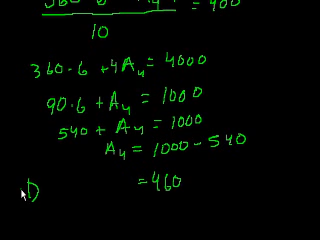 10
360·6 + 4A₄ = 4000
90·6 + A₄ = 1000
540 + A₄ = 1000
A₄ = 1000 - 540
= 460
D